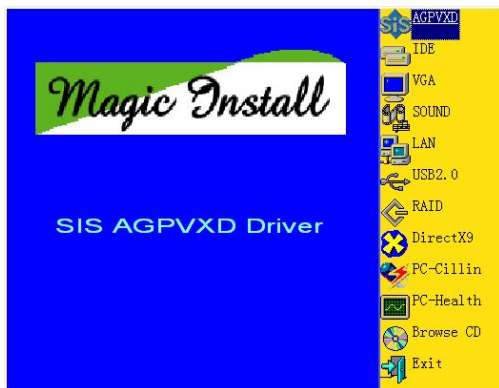 Magic Install
SIS AGPVXD Driver
SiS
AGPVXD
IDE
VGA
SOUND
LAN
USB2.0
RAID
DirectX9
PC-Cillin
PC-Health
Browse CD
Exit